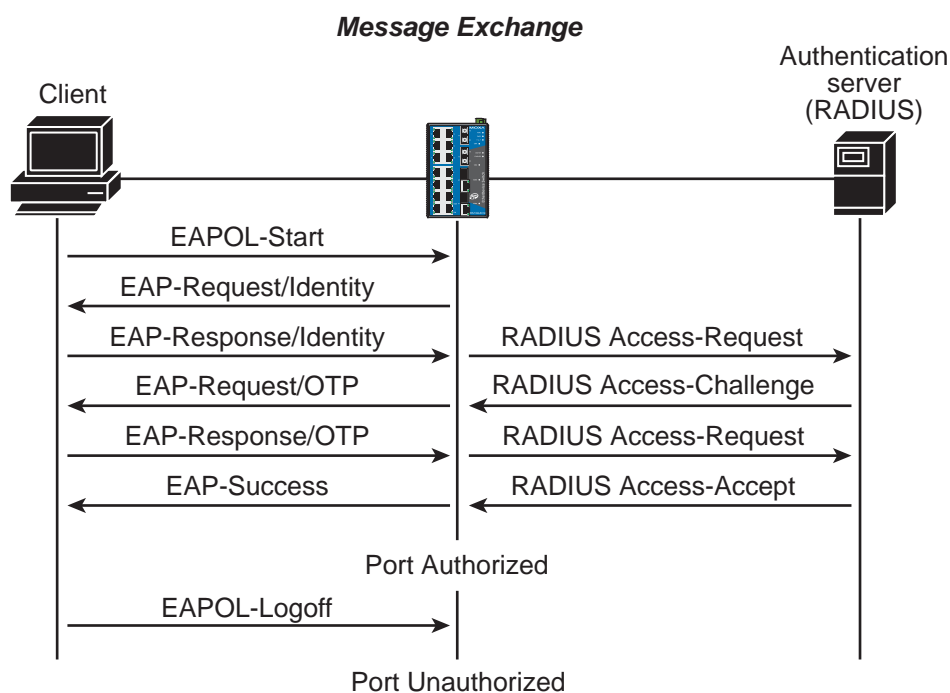 Message Exchange
Authentication
server
(RADIUS)
Client
EAPOL-Start
EAP-Request/Identity
EAP-Response/Identity
RADIUS Access-Request
EAP-Request/OTP
RADIUS Access-Challenge
EAP-Response/OTP
RADIUS Access-Request
EAP-Success
RADIUS Access-Accept
Port Authorized
EAPOL-Logoff
Port Unauthorized